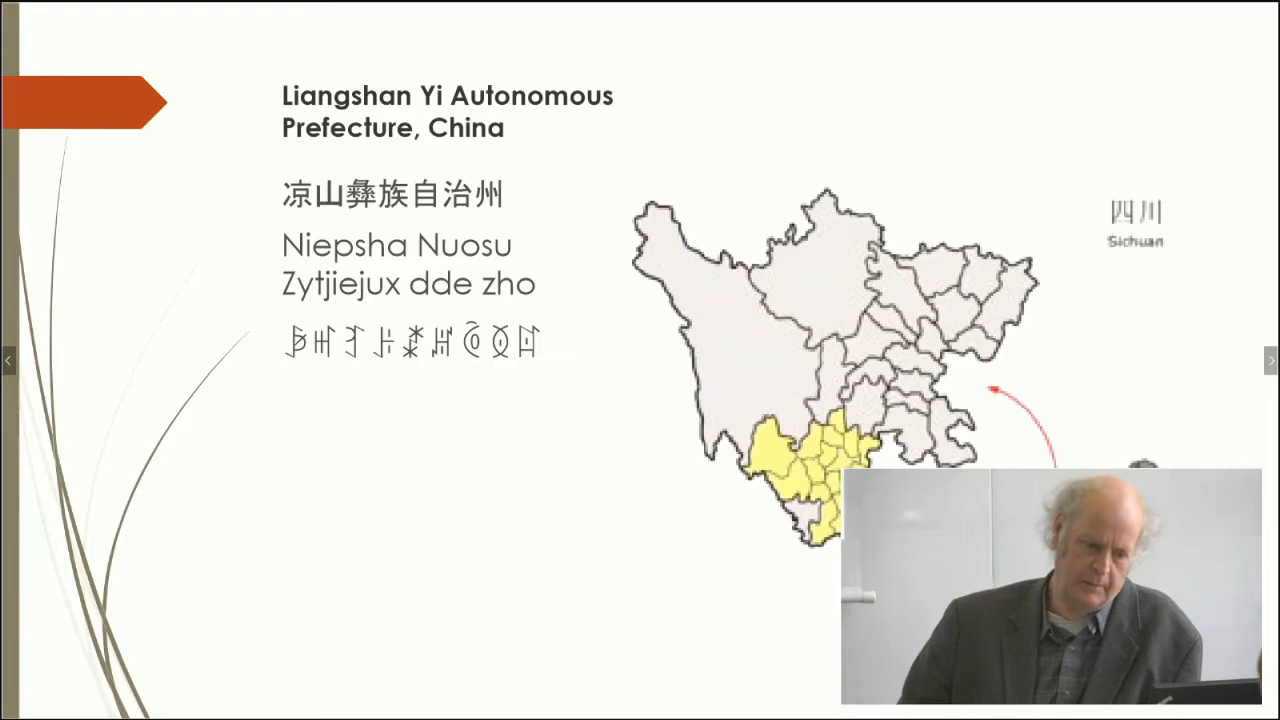 Liangshan Yi Autonomous
Prefecture, China
凉山彝族自治州
Niepsha Nuosu
Zytjiejux dde zho
ꆃꎭꆈꌠꊨꏦꏱꅉꍏ
四川
Sichuan